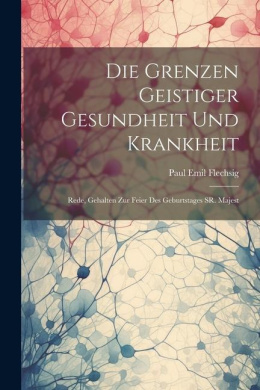 Die Grenzen
Geistiger
Gesundheit Und
Krankheit
Paul Emil Flechsig
Rede, Gehalten Zur Feier Des Geburtstages SR. Majest